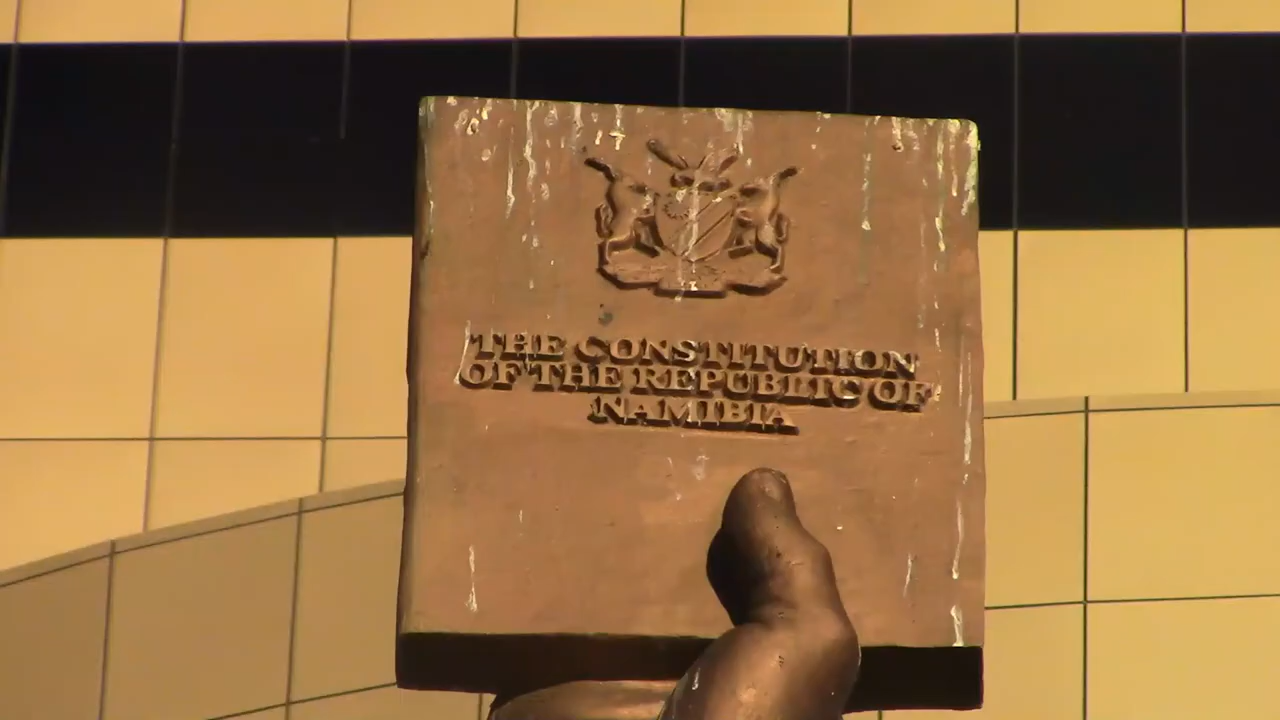 THE CONSTITUTION
OF THE REPUBLIC OF
NAMIBIA